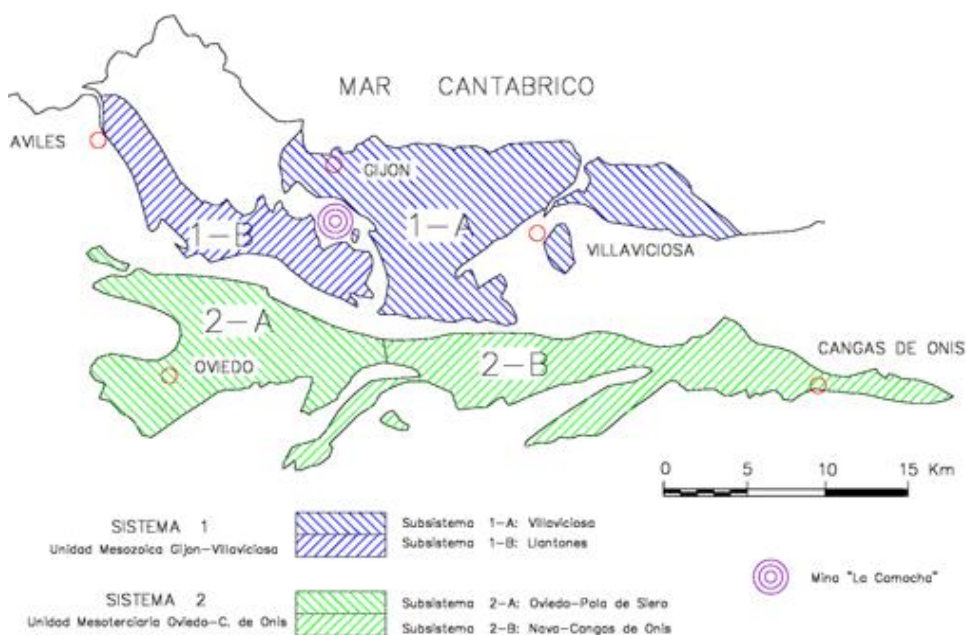 MAR CANTABRICO
AVILES
GIJON
1-B
1-A
VILLAVICIOSA
2-A
OVIEDO
2-B
CANGAS DE ONIS
0 5 10 15 Km
SISTEMA 1
Unidad Mesozoica Gijon-Villaviciosa
Subsistema 1-A: Villaviciosa
Subsistema 1-B: Llantones
Mina "La Camocha"
SISTEMA 2
Unidad Mesoterciaria Oviedo-C. de Onis
Subsistema 2-A: Oviedo-Pola de Siero
Subsistema 2-B: Nava-Cangas de Onis